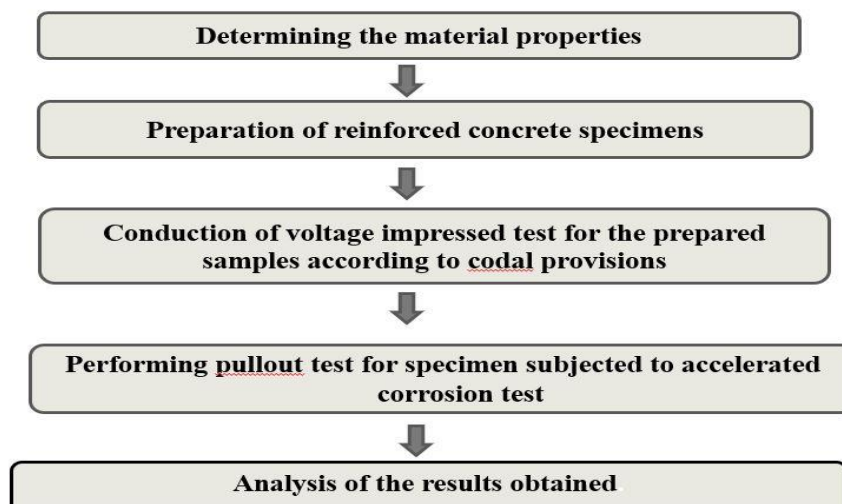 Determining the material properties
Preparation of reinforced concrete specimens
Conduction of voltage impressed test for the prepared
samples according to codal provisions
Performing pullout test for specimen subjected to accelerated
corrosion test
Analysis of the results obtained